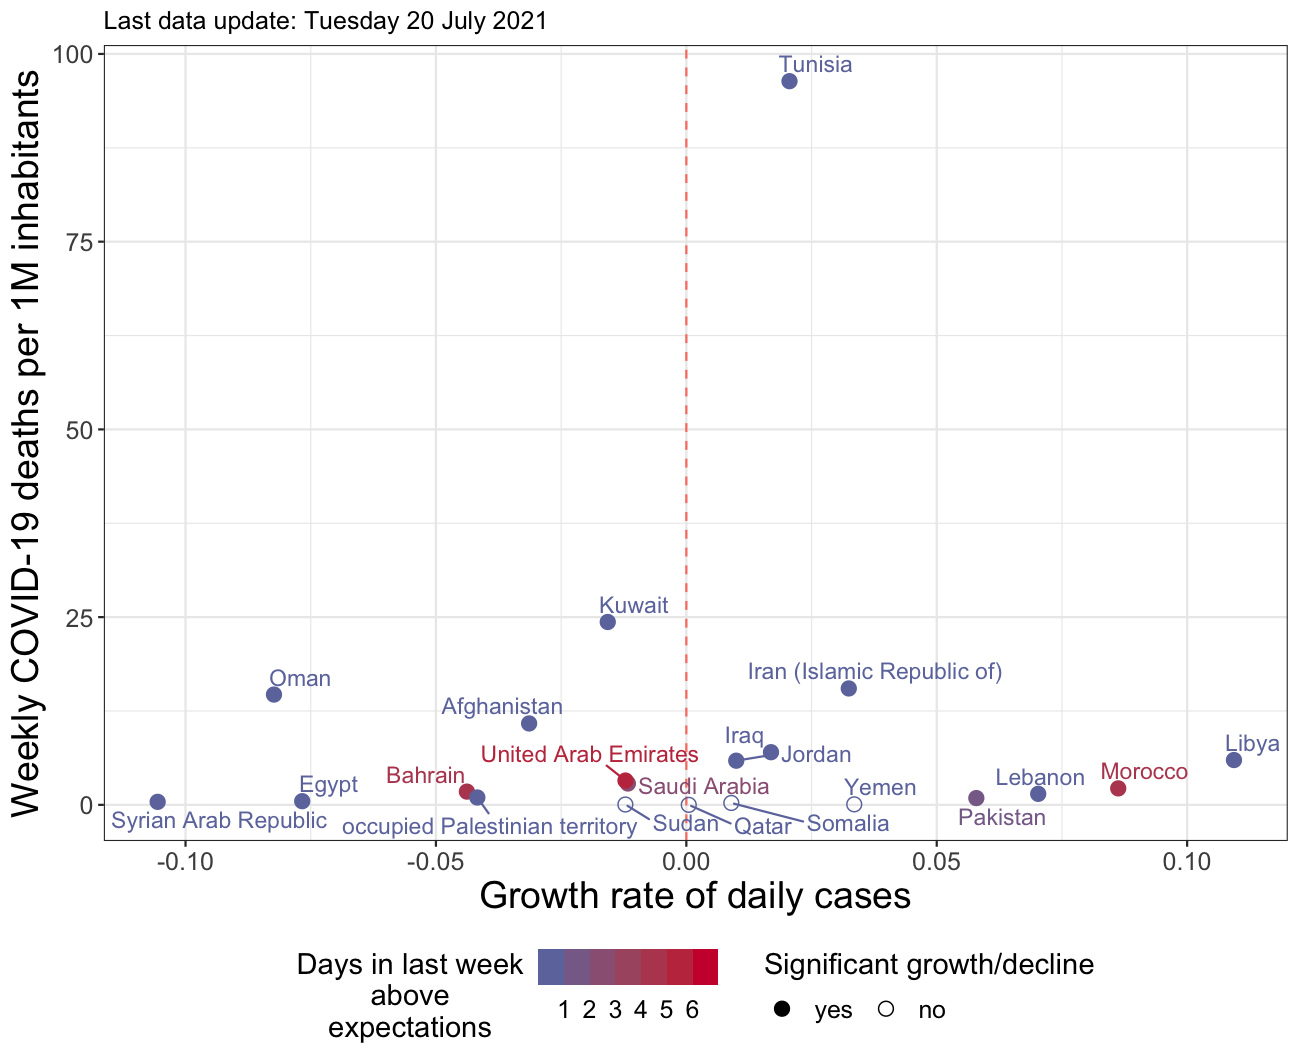 Last data update: Tuesday 20 July 2021
Weekly COVID-19 deaths per 1M inhabitants
100
75
50
25
0
Tunisia
Kuwait
Oman
Iran (Islamic Republic of)
Afghanistan
Iraq
Libya
United Arab Emirates
Jordan
Bahrain
Lebanon
Morocco
Egypt
Saudi Arabia
Yemen
Syrian Arab Republic
occupied Palestinian territory
Sudan
Qatar
Somalia
Pakistan
-0.10
-0.05
0.00
0.05
0.10
Growth rate of daily cases
Days in last week
above
expectations
1 2 3 4 5 6
Significant growth/decline
yes
no